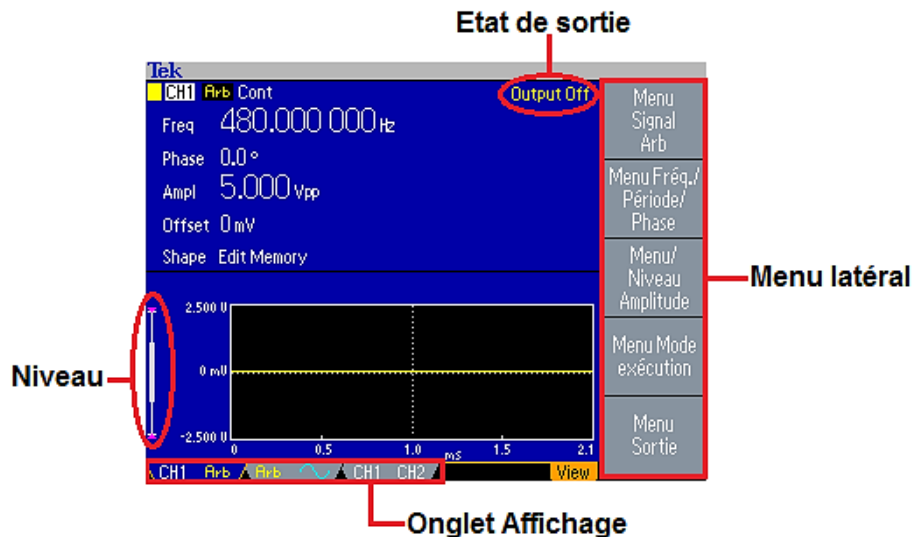 Etat de sortie
Tek
CH1 Arb Cont Output Off
Freq 480.000 000 Hz
Phase 0.0 °
Ampl 5.000 Vpp
Offset 0 mV
Shape Edit Memory
Menu
Signal
Arb
Menu Fréq./
Période/
Phase
Menu/
Niveau
Amplitude
Menu Mode
exécution
Menu
Sortie
Menu latéral
Niveau
2.500 U
0 mU
-2.500 U
0 0.5 1.0 ms 1.5 2.1
CH1 Arb Arb CH1 CH2 View
Onglet Affichage